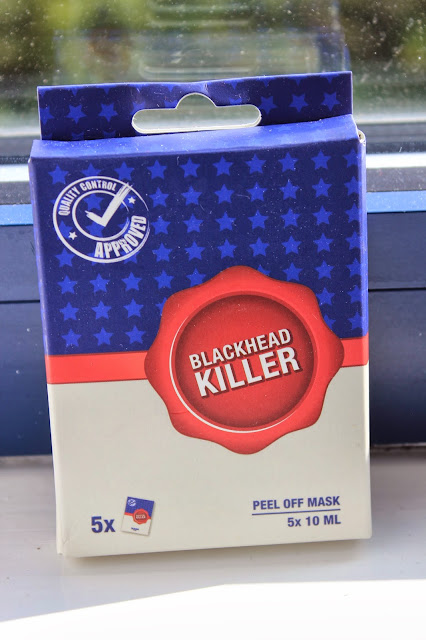 QUALITY CONTROL
APPROVED
BLACKHEAD
KILLER
5x
PEEL OFF MASK
5x 10 ML